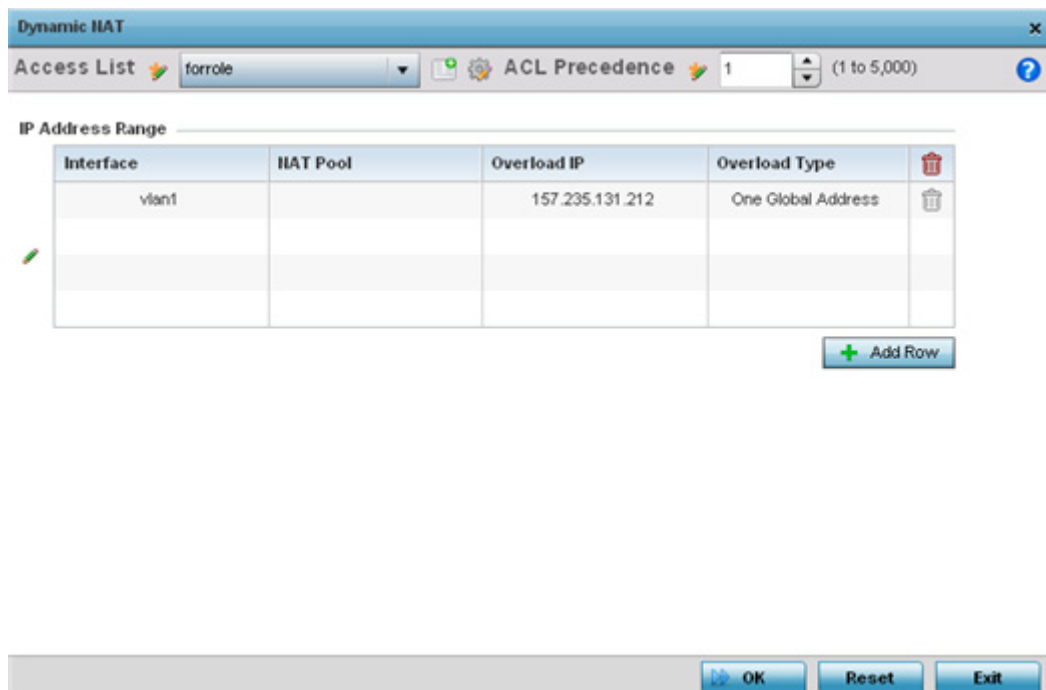 Dynamic NAT
Access List forrole ACL Precedence 1 (1 to 5,000)
IP Address Range
Interface NAT Pool Overload IP Overload Type
vlan1 157.235.131.212 One Global Address
Add Row
OK Reset Exit